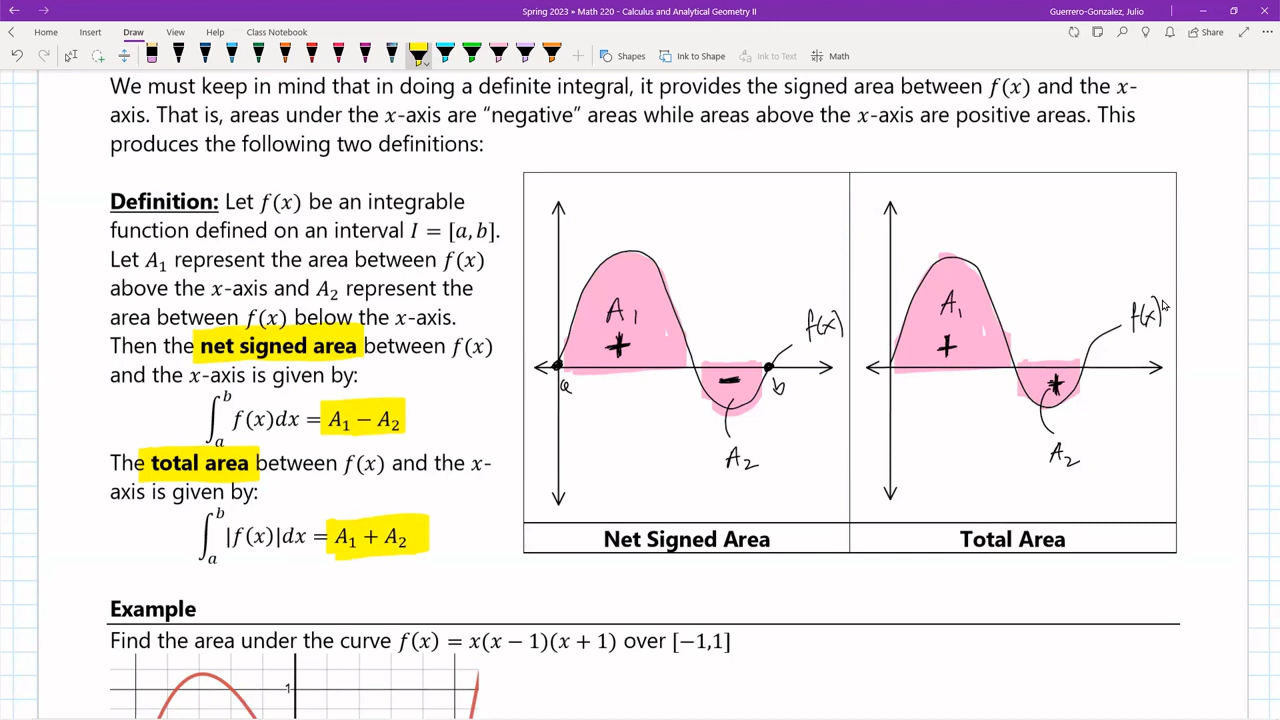 Spring 2023 » Math 220 - Calculus and Analytical Geometry II
Guerrero-Gonzalez, Julio
Home Insert Draw View Help Class Notebook
Share
Shapes Ink to Shape Ink to Text Math
We must keep in mind that in doing a definite integral, it provides the signed area between f(x) and the x-
axis. That is, areas under the x-axis are “negative” areas while areas above the x-axis are positive areas. This
produces the following two definitions:
Definition: Let f(x) be an integrable
function defined on an interval I = [a, b].
Let A₁ represent the area between f(x)
above the x-axis and A₂ represent the
area between f(x) below the x-axis.
Then the net signed area between f(x)
and the x-axis is given by:
∫ₐᵇ f(x)dx = A₁ − A₂
The total area between f(x) and the x-
axis is given by:
∫ₐᵇ |f(x)|dx = A₁ + A₂
A₁
+
−
f(x)
a
b
A₂
Net Signed Area
A₁
+
+
f(x)
A₂
Total Area
Example
Find the area under the curve f(x) = x(x − 1)(x + 1) over [−1,1]
1